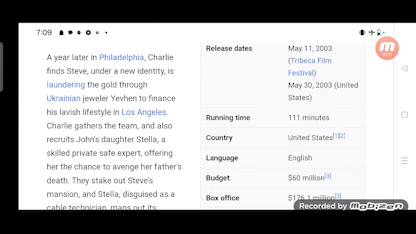 7:09
A year later in Philadelphia, Charlie
finds Steve, under a new identity, is
laundering the gold through
Ukrainian jeweler Yevhen to finance
his lavish lifestyle in Los Angeles.
Charlie gathers the team, and also
recruits John's daughter Stella, a
skilled private safe expert, offering
her the chance to avenge her father's
death. They stake out Steve's
mansion, and Stella, disguised as a
cable technician, maps out its
Release dates May 11, 2003
(Tribeca Film
Festival)
May 30, 2003 (United
States)
Running time 111 minutes
Country United States[1][2]
Language English
Budget $60 million[3]
Box office $176.1 million[3]
Recorded by mobizen